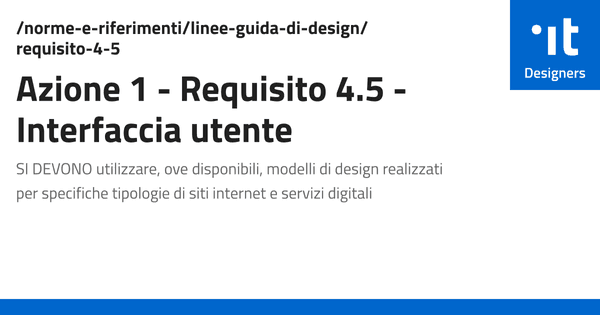 /norme-e-riferimenti/linee-guida-di-design/
requisito-4-5
Azione 1 - Requisito 4.5 -
Interfaccia utente
SI DEVONO utilizzare, ove disponibili, modelli di design realizzati
per specifiche tipologie di siti internet e servizi digitali
it
Designers